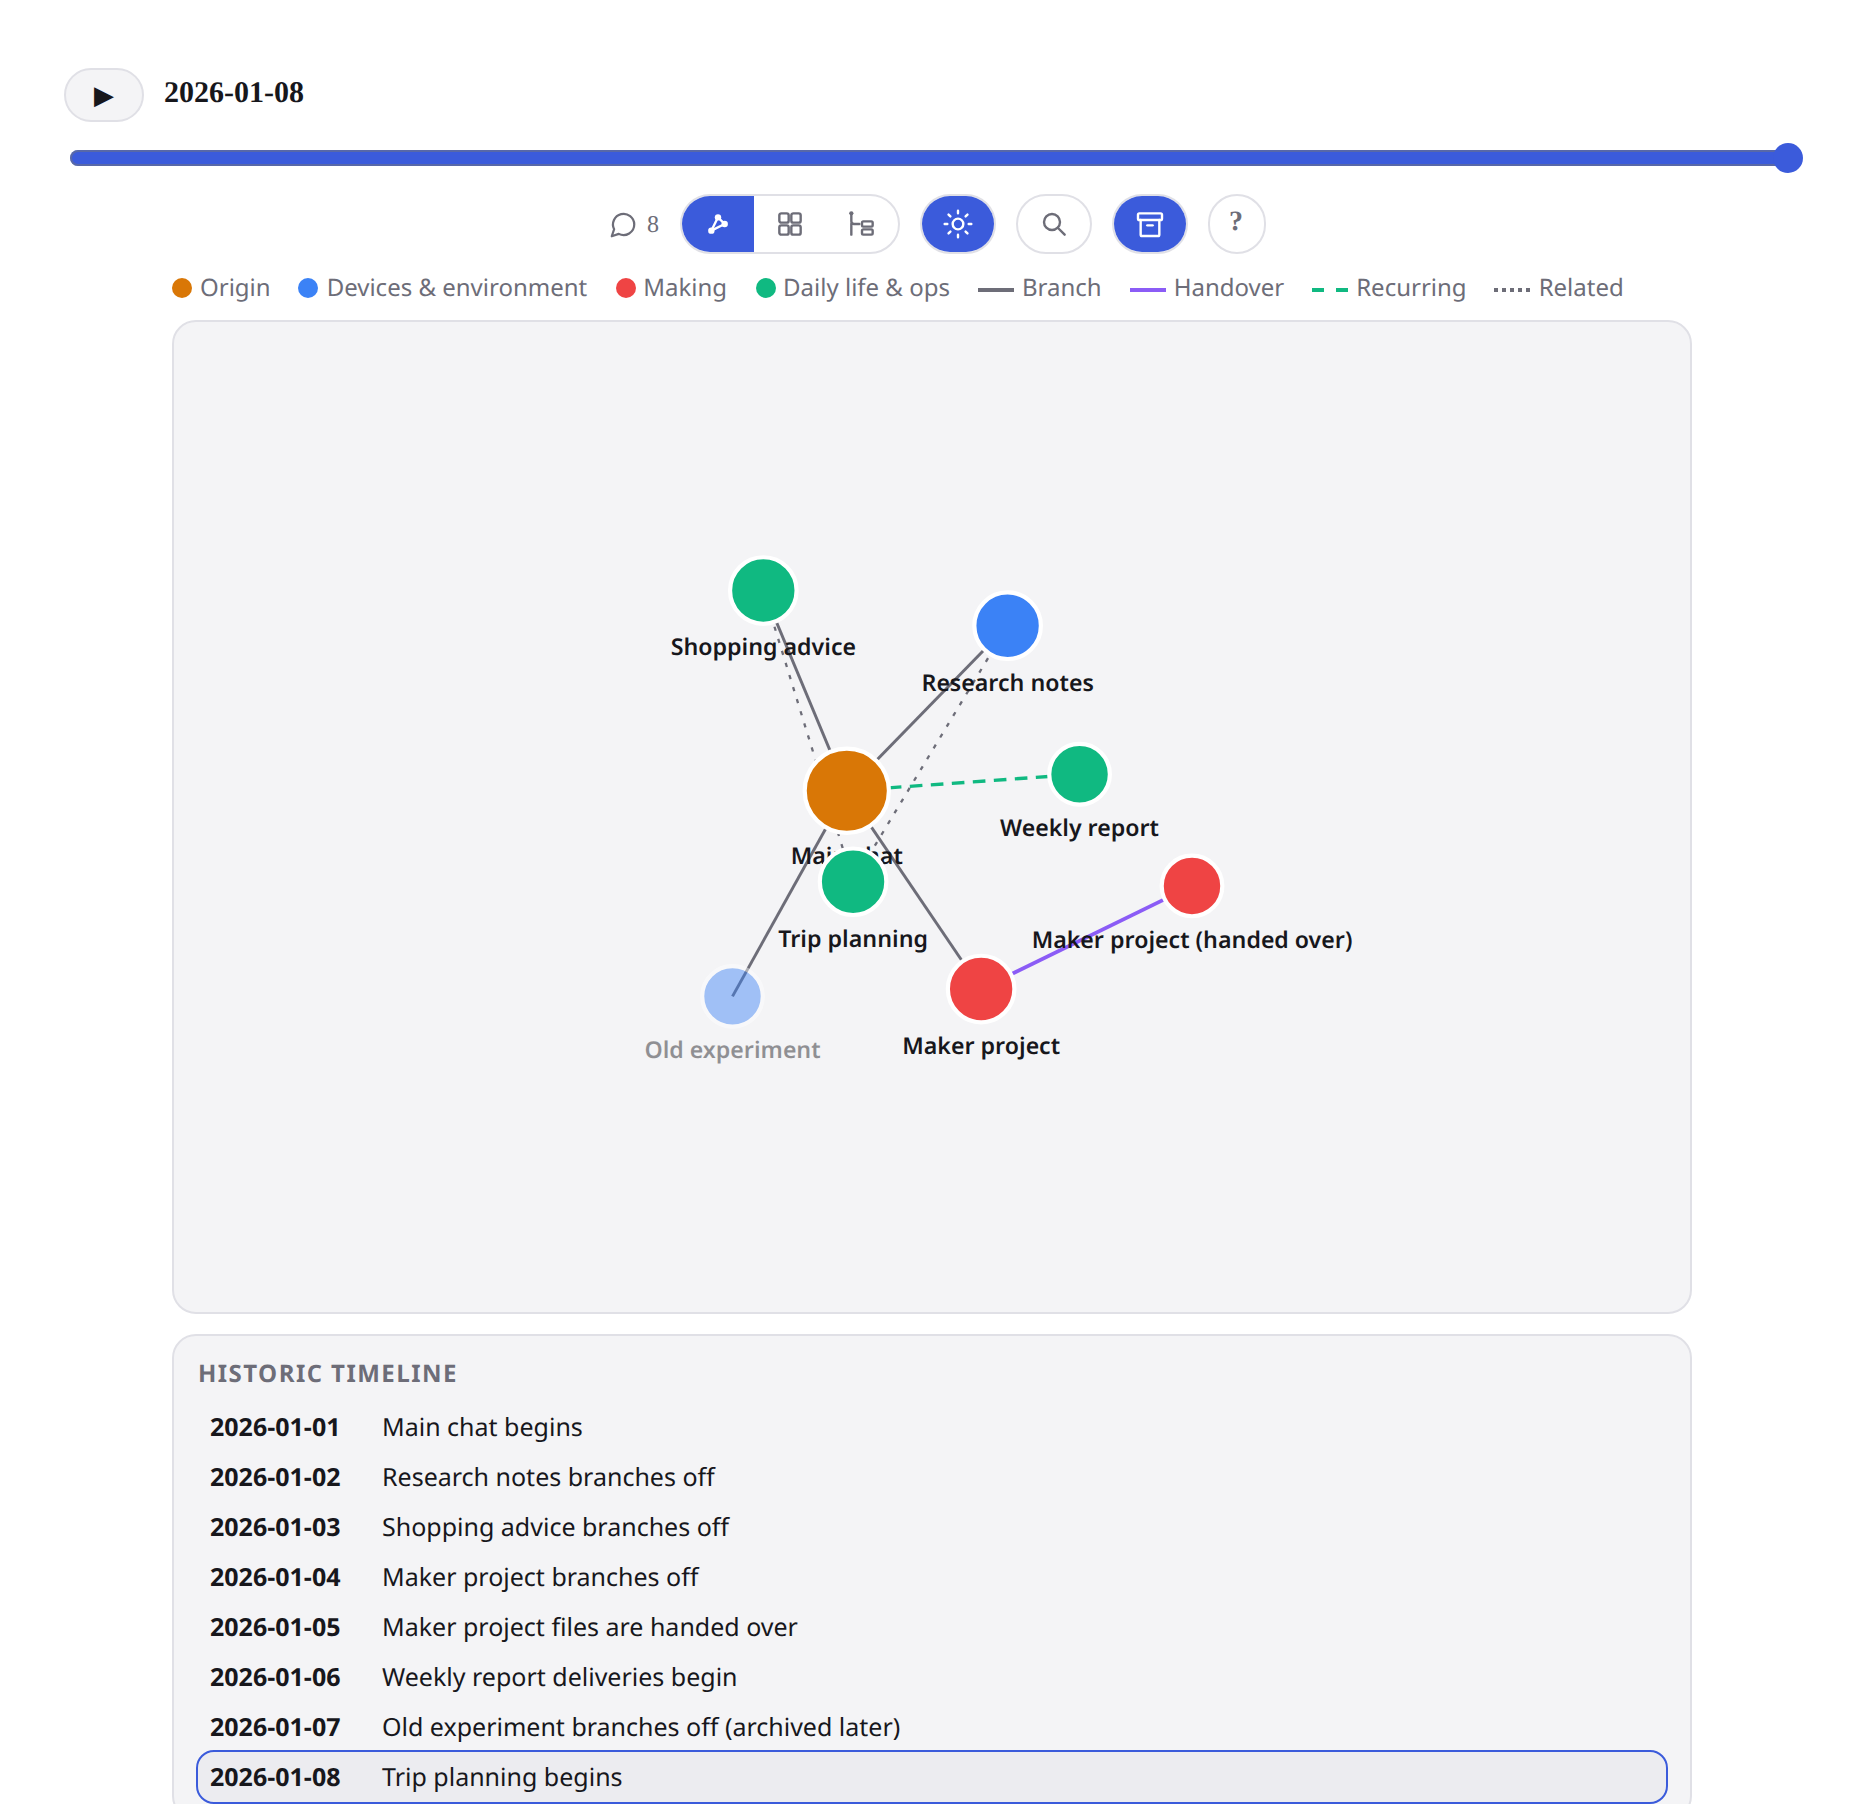 ▶ 2026-01-08
8 ?
Origin Devices & environment Making Daily life & ops Branch Handover Recurring Related
Shopping advice
Research notes
Weekly report
Trip planning
Maker project (handed over)
Maker project
Old experiment
HISTORIC TIMELINE
2026-01-01 Main chat begins
2026-01-02 Research notes branches off
2026-01-03 Shopping advice branches off
2026-01-04 Maker project branches off
2026-01-05 Maker project files are handed over
2026-01-06 Weekly report deliveries begin
2026-01-07 Old experiment branches off (archived later)
2026-01-08 Trip planning begins